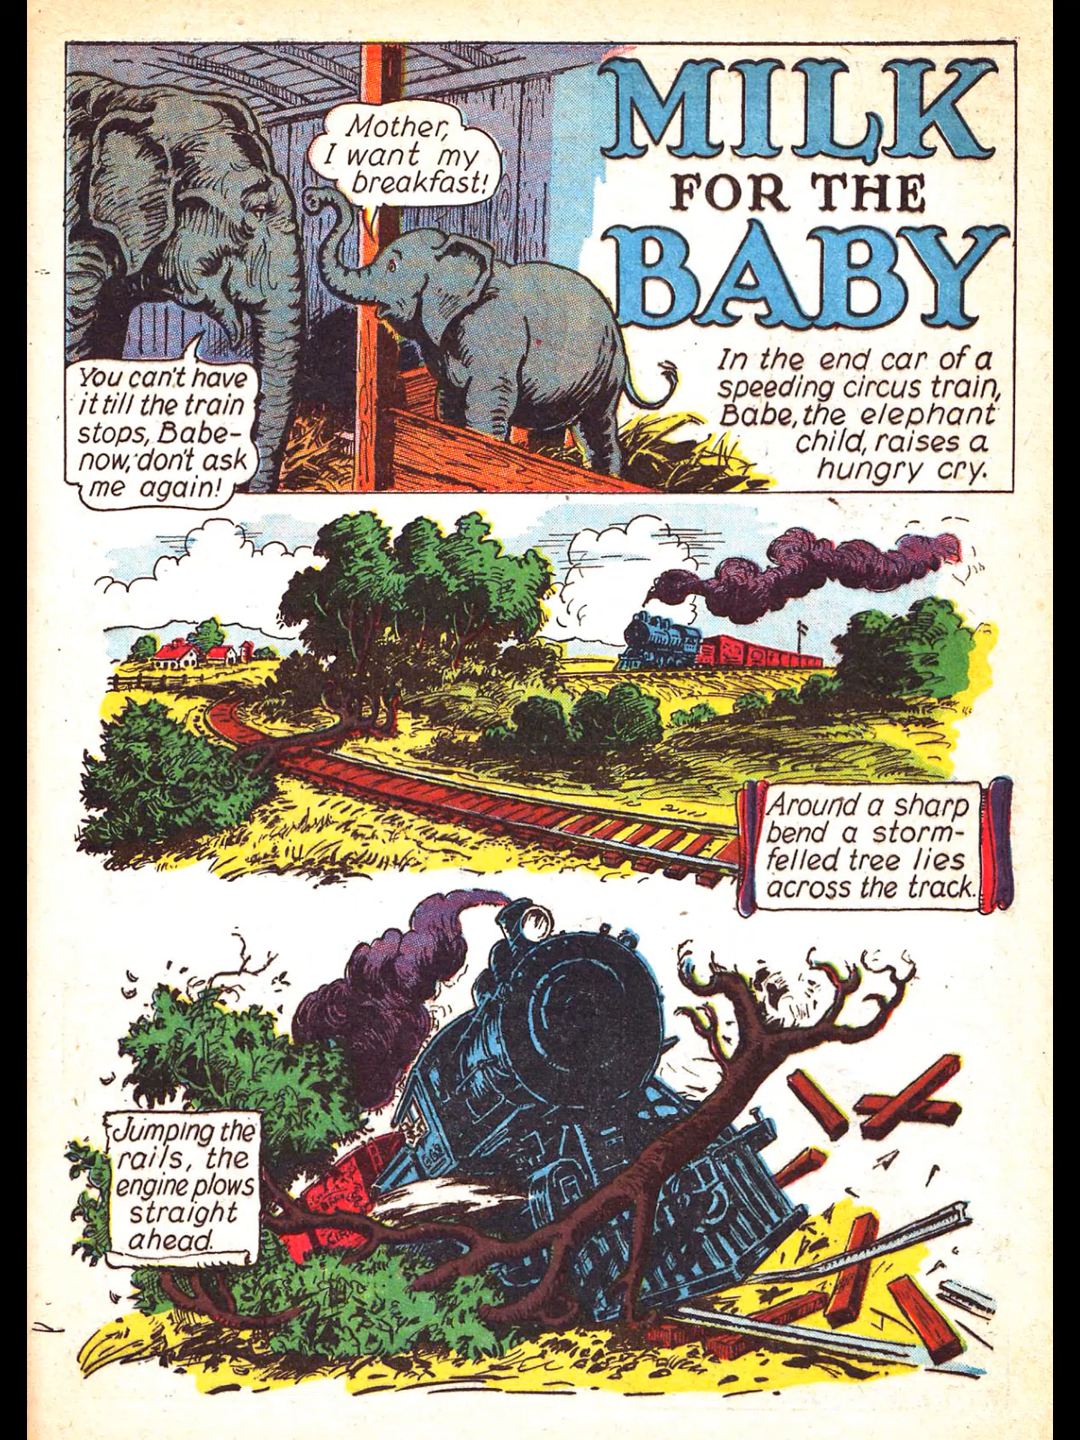 MILK
FOR THE
BABY
Mother,
I want my
breakfast!
You can't have
it till the train
stops, Babe-
now, don't ask
me again!
In the end car of a
speeding circus train,
Babe, the elephant
child, raises a
hungry cry.
Around a sharp
bend a storm-
felled tree lies
across the track.
Jumping the
rails, the
engine plows
straight
ahead.